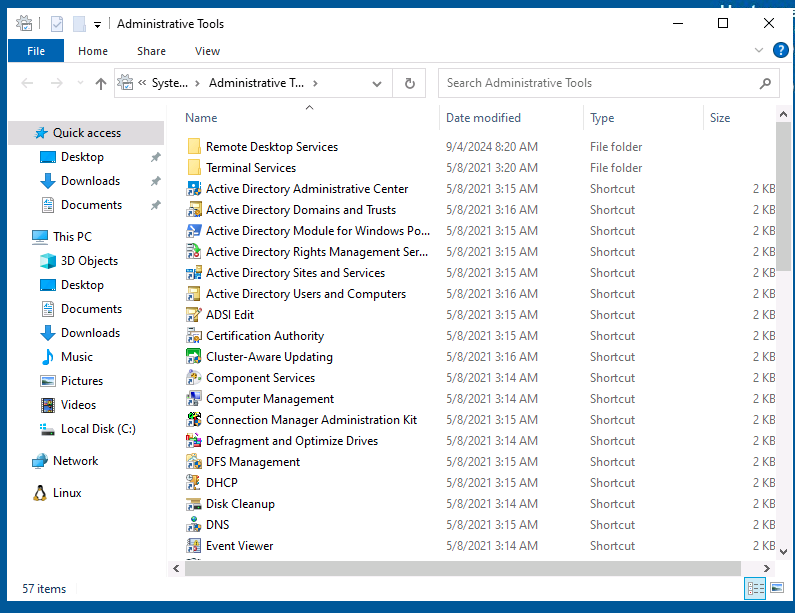 Administrative Tools
File Home Share View
« Syste... › Administrative T... › Search Administrative Tools
Name Date modified Type Size
Quick access
Desktop
Downloads
Documents
This PC
3D Objects
Desktop
Documents
Downloads
Music
Pictures
Videos
Local Disk (C:)
Network
Linux
Remote Desktop Services 9/4/2024 8:20 AM File folder
Terminal Services 5/8/2021 3:20 AM File folder
Active Directory Administrative Center 5/8/2021 3:15 AM Shortcut 2 KB
Active Directory Domains and Trusts 5/8/2021 3:16 AM Shortcut 2 KB
Active Directory Module for Windows Po... 5/8/2021 3:15 AM Shortcut 2 KB
Active Directory Rights Management Ser... 5/8/2021 3:15 AM Shortcut 2 KB
Active Directory Sites and Services 5/8/2021 3:15 AM Shortcut 2 KB
Active Directory Users and Computers 5/8/2021 3:16 AM Shortcut 2 KB
ADSI Edit 5/8/2021 3:15 AM Shortcut 2 KB
Certification Authority 5/8/2021 3:15 AM Shortcut 2 KB
Cluster-Aware Updating 5/8/2021 3:16 AM Shortcut 2 KB
Component Services 5/8/2021 3:14 AM Shortcut 2 KB
Computer Management 5/8/2021 3:14 AM Shortcut 2 KB
Connection Manager Administration Kit 5/8/2021 3:15 AM Shortcut 2 KB
Defragment and Optimize Drives 5/8/2021 3:14 AM Shortcut 2 KB
DFS Management 5/8/2021 3:15 AM Shortcut 2 KB
DHCP 5/8/2021 3:15 AM Shortcut 2 KB
Disk Cleanup 5/8/2021 3:14 AM Shortcut 2 KB
DNS 5/8/2021 3:15 AM Shortcut 2 KB
Event Viewer 5/8/2021 3:14 AM Shortcut 2 KB
57 items